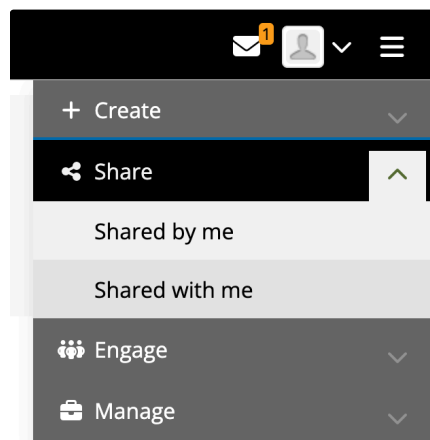 1
Create
Share
Shared by me
Shared with me
Engage
Manage